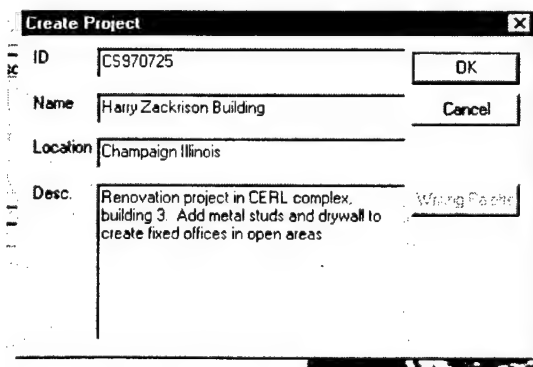 Create Project
ID CS970725 OK
Name Harry Zackrison Building Cancel
Location Champaign Illinois
Desc. Renovation project in CERL complex,
building 3. Add metal studs and drywall to
create fixed offices in open areas